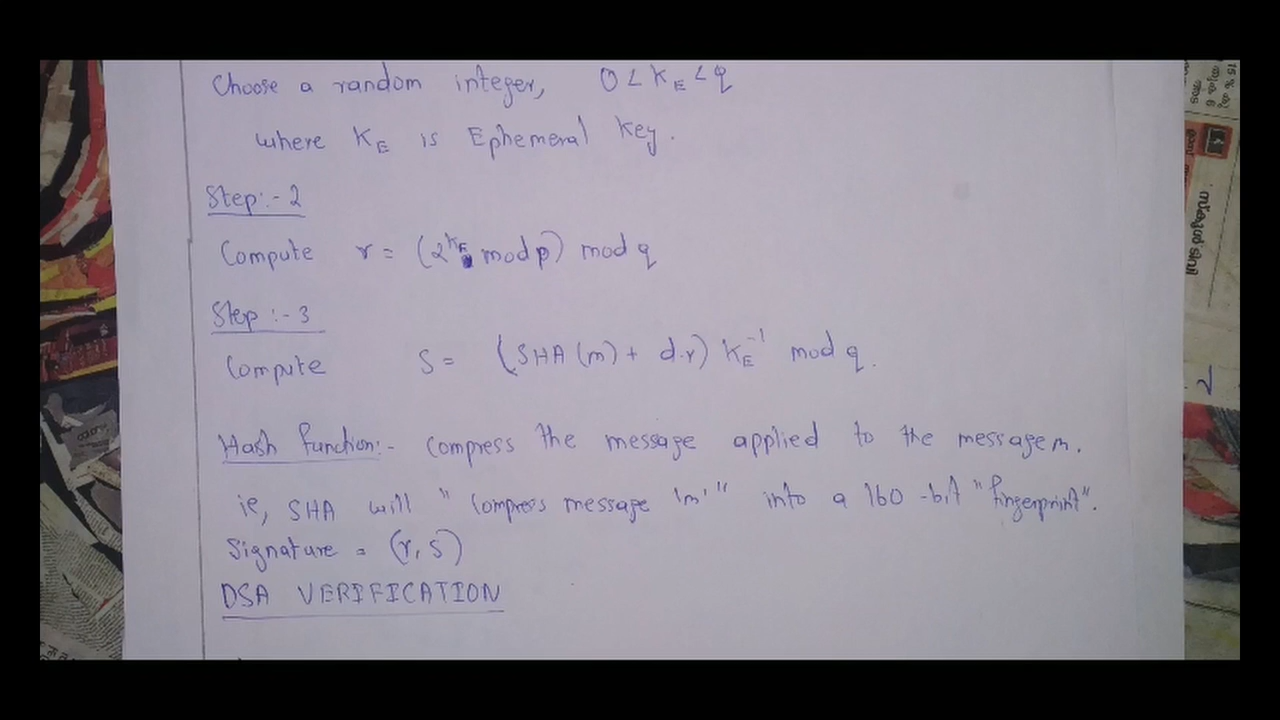 Choose a random integer, 0 < K_E < q
where K_E is Ephemeral Key.
Step:- 2
Compute r = (2^K_E mod p) mod q
Step :- 3
Compute S = (SHA (m) + d.r) K_E^-1 mod q.
Hash function:- Compress the message applied to the message m.
ie, SHA will "Compress message 'm'" into a 160-bit "fingerprint".
Signature = (r, s)
DSA VERIFICATION